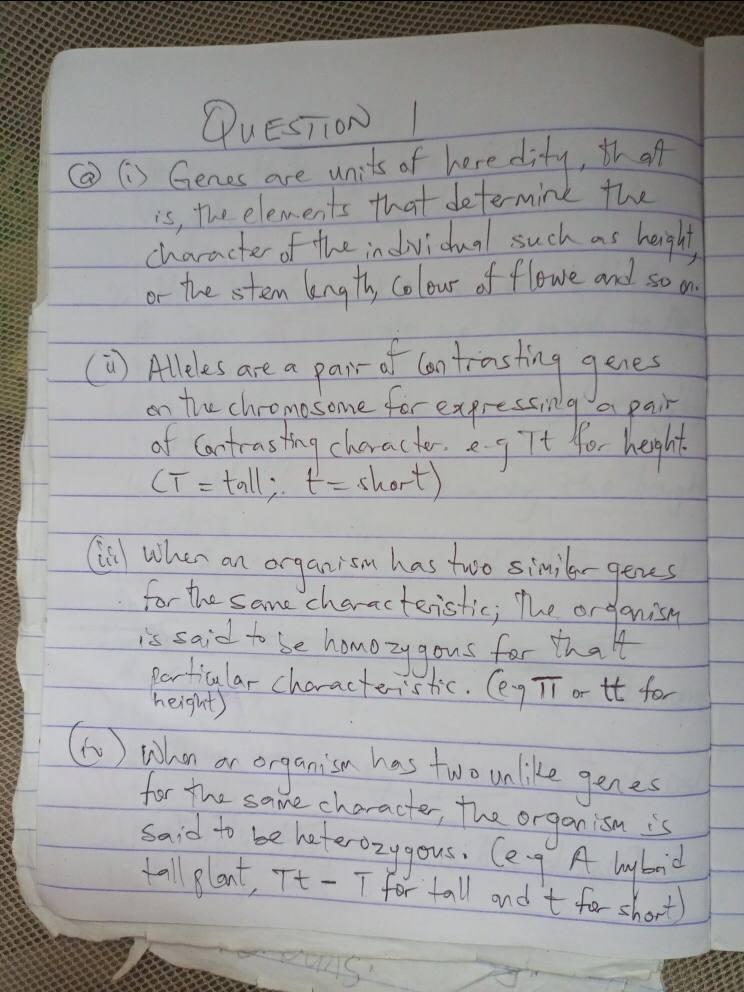 QUESTION 1
(a) (i) Genes are units of heredity, that
is, the elements that determine the
character of the individual such as height,
or the stem length, Colour of flowe and so on.
(ii) Alleles are a pair of Contrasting genes
on the chromosome for expressing a pair
of Contrasting character. e-g Tt for height.
(T = tall; t = short)
(iii) When an organism has two similar genes
for the same characteristic; The organism
is said to be homozygous for that
particular characteristic. (e-g TT or tt for
height)
(iv) When an organism has two unlike genes
for the same character, the organism is
said to be heterozygous. (e-g A hybrid
tall plant, Tt - T for tall and t for short)